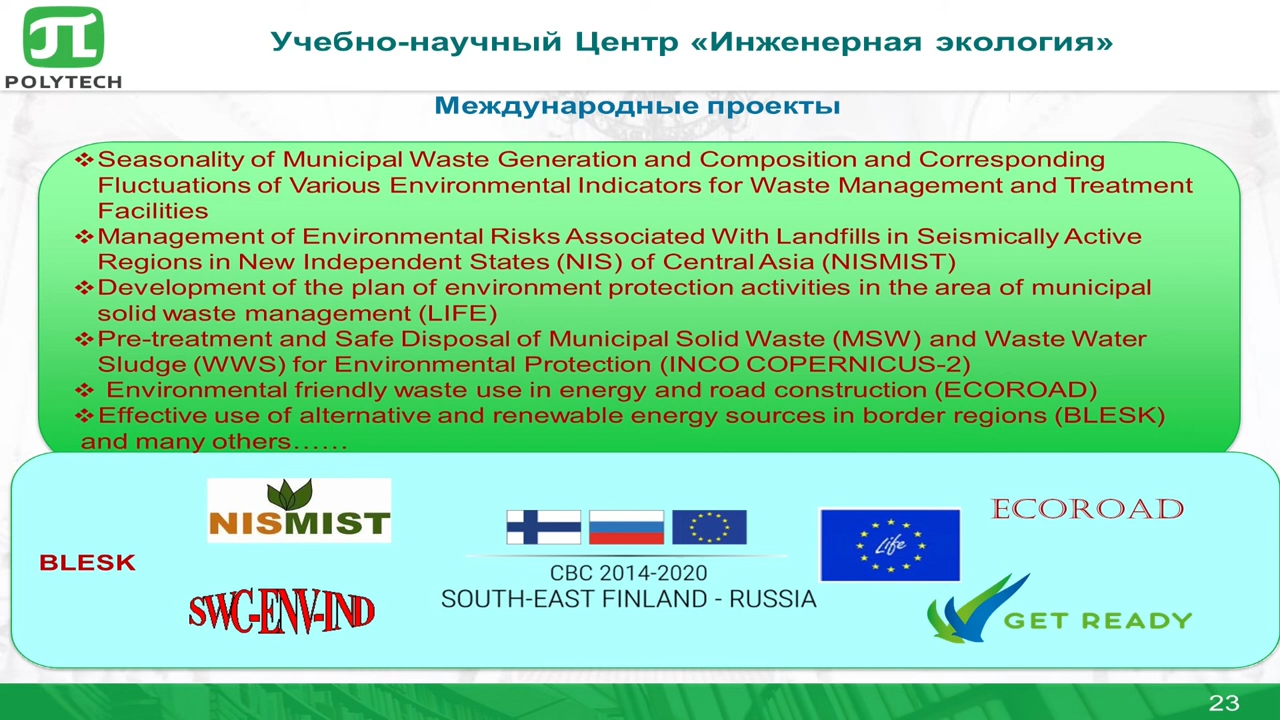 POLYTECH
Учебно-научный Центр «Инженерная экология»
Международные проекты
❖Seasonality of Municipal Waste Generation and Composition and Corresponding
Fluctuations of Various Environmental Indicators for Waste Management and Treatment
Facilities
❖Management of Environmental Risks Associated With Landfills in Seismically Active
Regions in New Independent States (NIS) of Central Asia (NISMIST)
❖Development of the plan of environment protection activities in the area of municipal
solid waste management (LIFE)
❖Pre-treatment and Safe Disposal of Municipal Solid Waste (MSW) and Waste Water
Sludge (WWS) for Environmental Protection (INCO COPERNICUS-2)
❖ Environmental friendly waste use in energy and road construction (ECOROAD)
❖Effective use of alternative and renewable energy sources in border regions (BLESK)
and many others……
NISMIST
BLESK
SWC-ENV-IND
CBC 2014-2020
SOUTH-EAST FINLAND - RUSSIA
Life
ECOROAD
GET READY
23